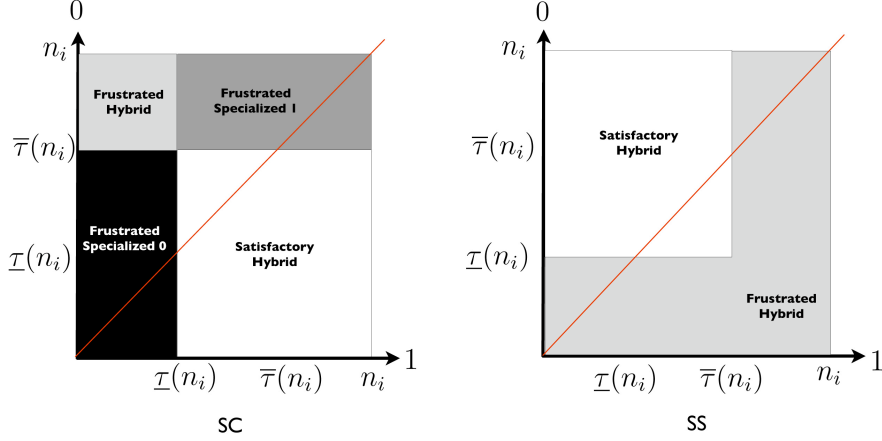 0
n_i
Frustrated
Hybrid
Frustrated
Specialized 1
τ̅(n_i)
Frustrated
Specialized 0
Satisfactory
Hybrid
τ̲(n_i)
τ̲(n_i)
τ̅(n_i)
n_i
1
SC
0
n_i
Satisfactory
Hybrid
τ̅(n_i)
τ̲(n_i)
Frustrated
Hybrid
τ̲(n_i)
τ̅(n_i)
n_i
1
SS